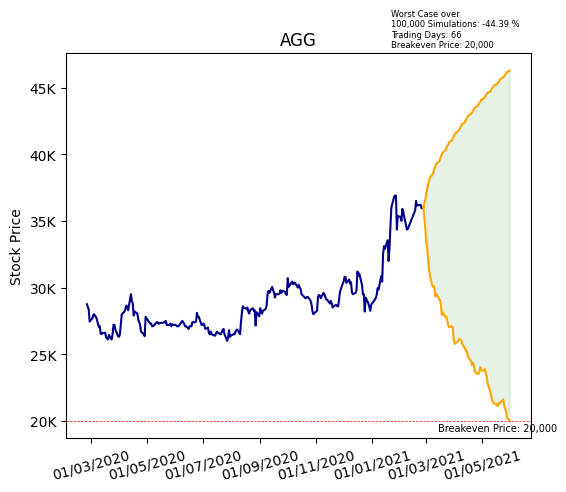 Worst Case over
100,000 Simulations: -44.39 %
Trading Days: 66
Breakeven Price: 20,000
AGG
Stock Price
45K
40K
35K
30K
25K
20K
Breakeven Price: 20,000
01/03/2020
01/05/2020
01/07/2020
01/09/2020
01/11/2020
01/01/2021
01/03/2021
01/05/2021